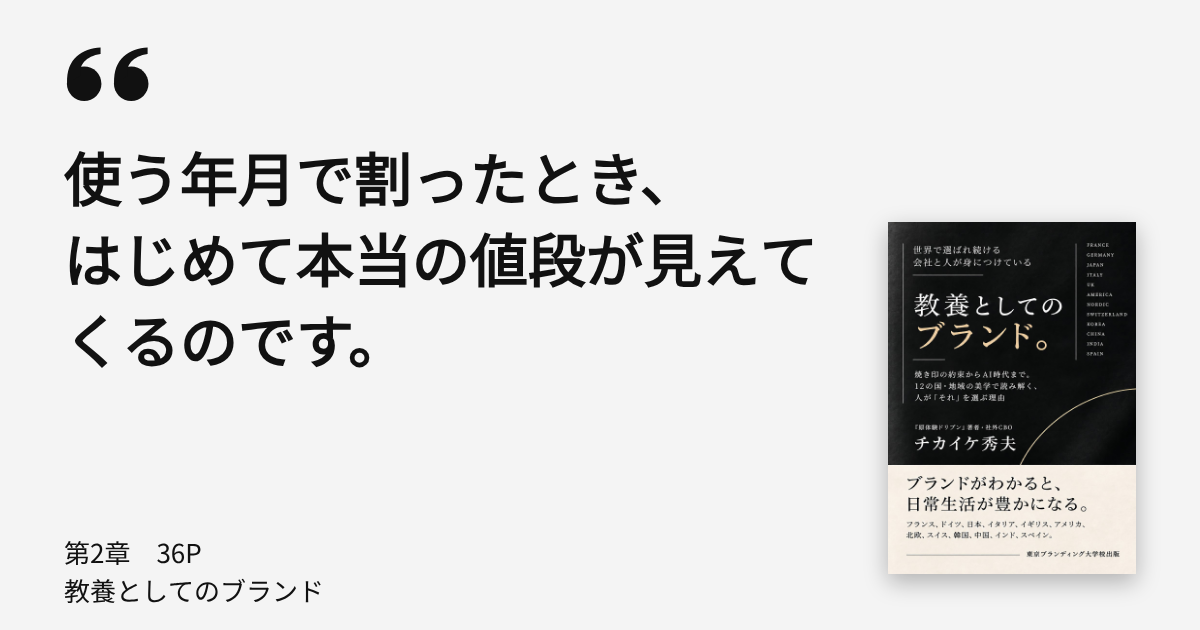 “
使う年月で割ったとき、
はじめて本当の値段が見えて
くるのです。
第2章　36P
教養としてのブランド
世界で選ばれ続ける
会社と人が身につけている
教養としての
ブランド。
焼き印の約束からAI時代まで。
12の国・地域の美学で読み解く、
人が「それ」を選ぶ理由
『原体験ドリブン』著者・社外CBO
チカイケ秀夫
FRANCE
GERMANY
JAPAN
ITALY
UK
AMERICA
NORDIC
SWITZERLAND
KOREA
CHINA
INDIA
SPAIN
ブランドがわかると、
日常生活が豊かになる。
フランス、ドイツ、日本、イタリア、イギリス、アメリカ、
北欧、スイス、韓国、中国、インド、スペイン。
東京ブランディング大学校出版